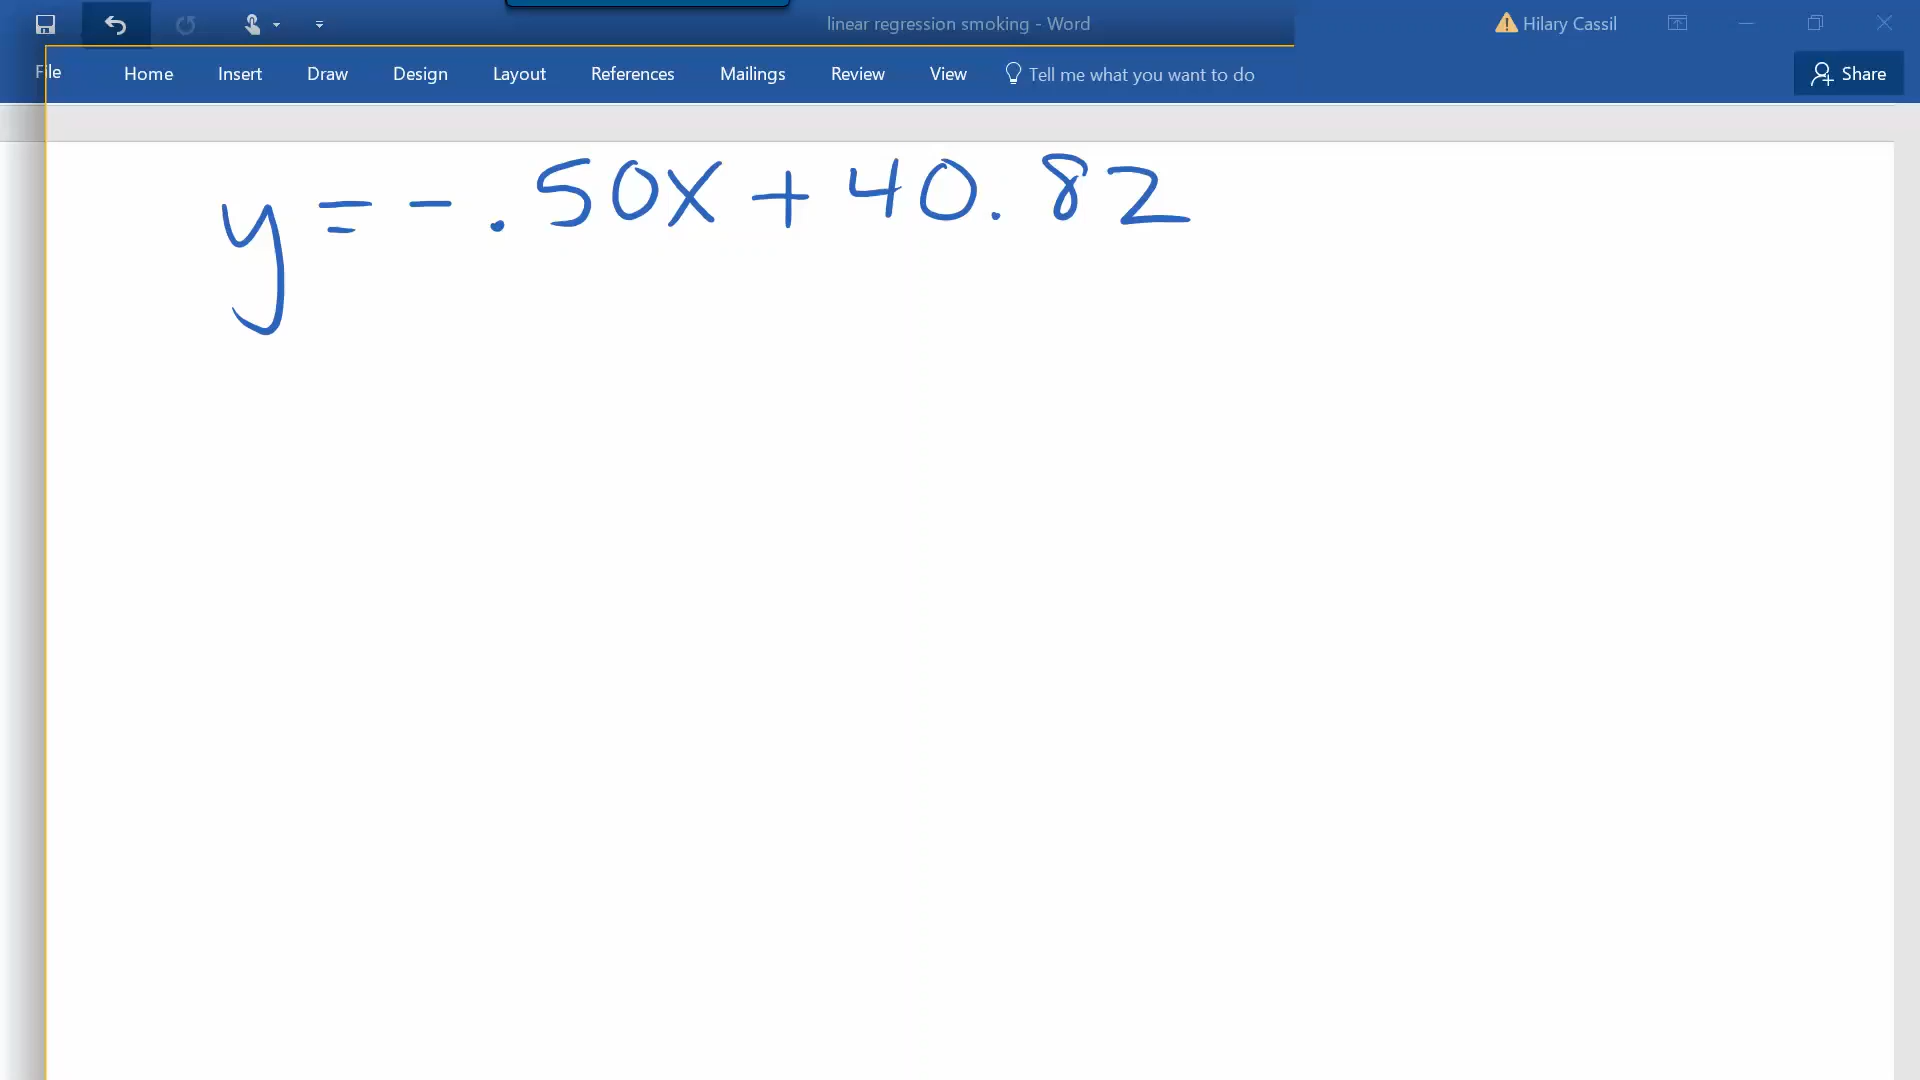 linear regression smoking - Word
Hilary Cassil
File Home Insert Draw Design Layout References Mailings Review View Tell me what you want to do Share
y = - .50x + 40.82